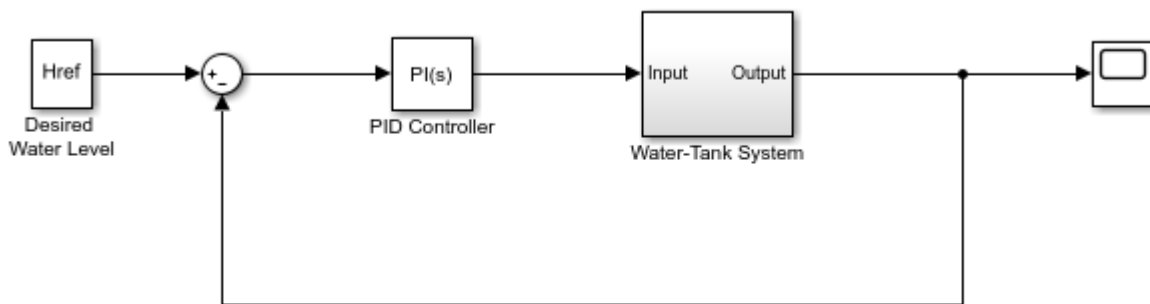 Href
+
−
PI(s)
Input
Output
Desired
Water Level
PID Controller
Water-Tank System